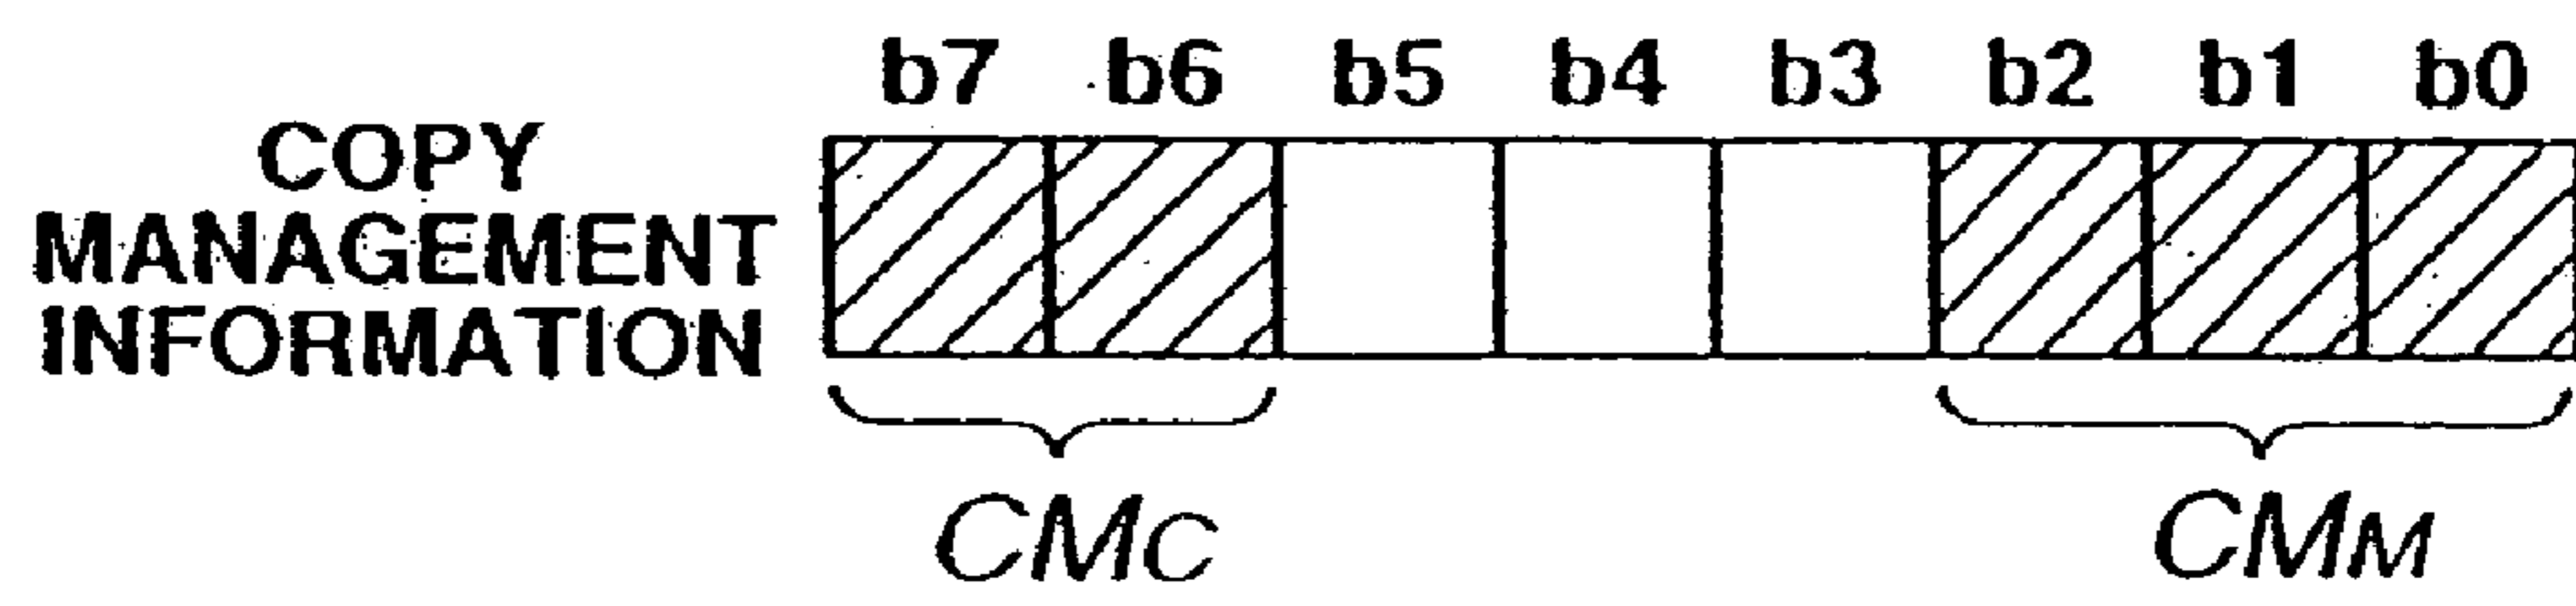 b7 b6 b5 b4 b3 b2 b1 b0
COPY
MANAGEMENT
INFORMATION
CMC CMM